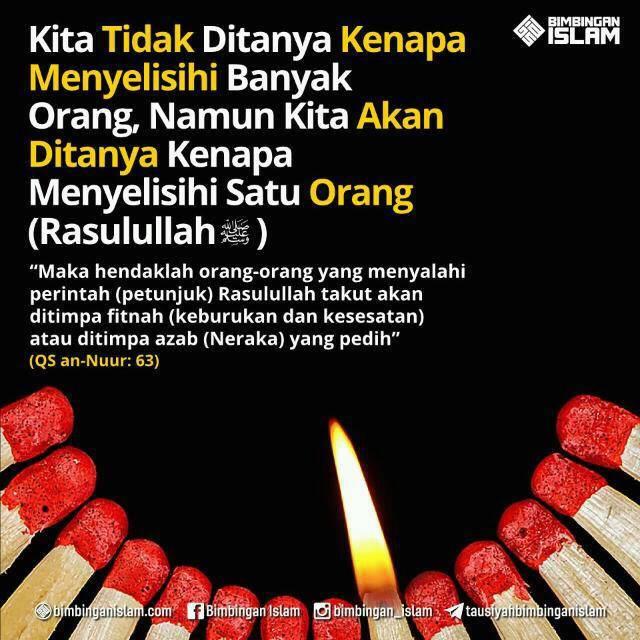 BIMBINGAN
ISLAM
Kita Tidak Ditanya Kenapa
Menyelisihi Banyak
Orang, Namun Kita Akan
Ditanya Kenapa
Menyelisihi Satu Orang
(Rasulullah ﷺ )
“Maka hendaklah orang-orang yang menyalahi
perintah (petunjuk) Rasulullah takut akan
ditimpa fitnah (keburukan dan kesesatan)
atau ditimpa azab (Neraka) yang pedih”
(QS an-Nuur: 63)
bimbinganislam.com Bimbingan Islam bimbingan_islam tausiyahbimbinganislam